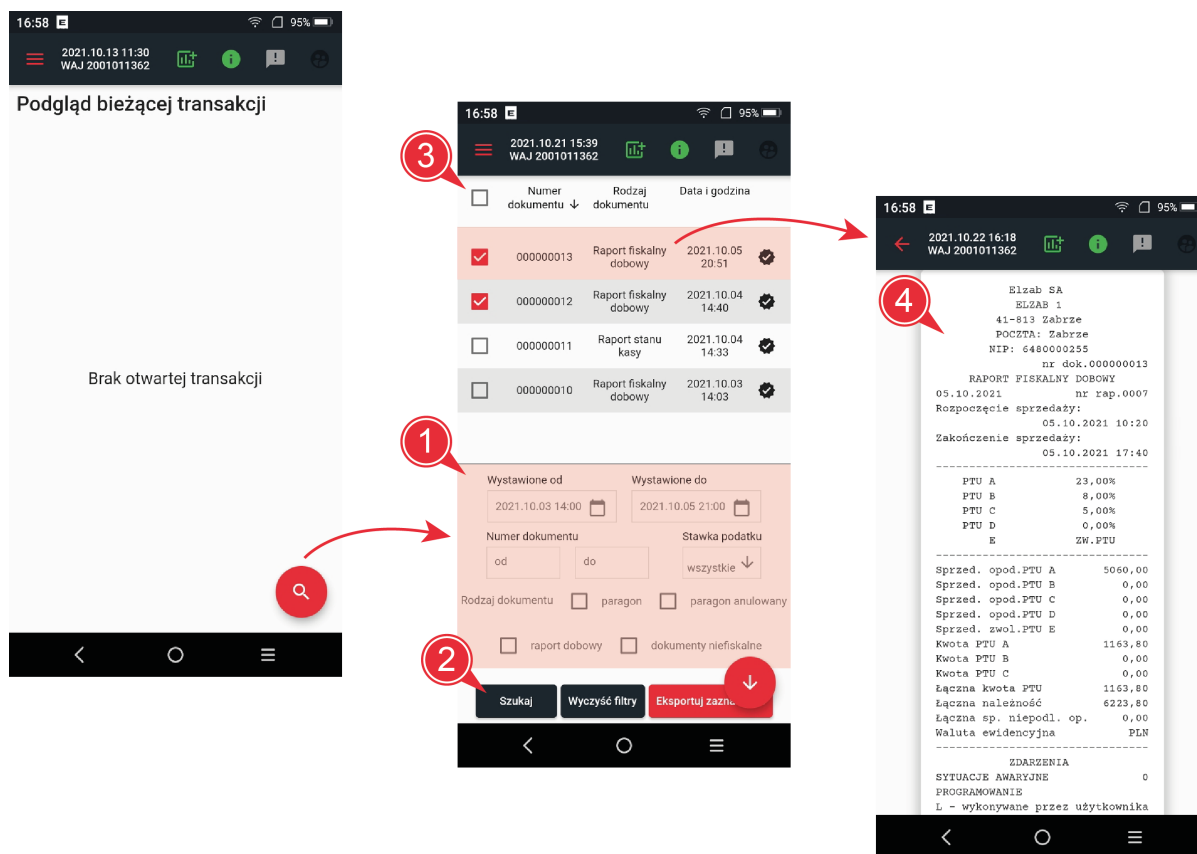 16:58
95%
2021.10.13 11:30
WAJ 2001011362
Podgląd bieżącej transakcji
Brak otwartej transakcji
3
16:58
95%
2021.10.21 15:39
WAJ 2001011362
Numer dokumentu Rodzaj dokumentu Data i godzina
000000013 Raport fiskalny dobowy 2021.10.05 20:51
000000012 Raport fiskalny dobowy 2021.10.04 14:40
000000011 Raport stanu kasy 2021.10.04 14:33
000000010 Raport fiskalny dobowy 2021.10.03 14:03
1
Wystawione od Wystawione do
2021.10.03 14:00 2021.10.05 21:00
Numer dokumentu Stawka podatku
od do wszystkie
Rodzaj dokumentu paragon paragon anulowany
raport dobowy dokumenty niefiskalne
2
Szukaj Wyczyść filtry Eksportuj
16:58
95%
2021.10.22 16:18
WAJ 2001011362
4
Elzab SA
ELZAB 1
41-813 Zabrze
POCZTA: Zabrze
NIP: 6480000255
nr dok.000000013
RAPORT FISKALNY DOBOWY
05.10.2021 nr rap.0007
Rozpoczęcie sprzedaży:
05.10.2021 10:20
Zakończenie sprzedaży:
05.10.2021 17:40
PTU A 23,00%
PTU B 8,00%
PTU C 5,00%
PTU D 0,00%
E ZW.PTU
Sprzed. opod.PTU A 5060,00
Sprzed. opod.PTU B 0,00
Sprzed. opod.PTU C 0,00
Sprzed. opod.PTU D 0,00
Sprzed. zwol.PTU E 0,00
Kwota PTU A 1163,80
Kwota PTU B 0,00
Kwota PTU C 0,00
Łączna kwota PTU 1163,80
Łączna należność 6223,80
Łączna sp. niepodl. op. 0,00
Waluta ewidencyjna PLN
ZDARZENIA
SYTUACJE AWARYJNE 0
PROGRAMOWANIE
L - wykonywane przez użytkownika